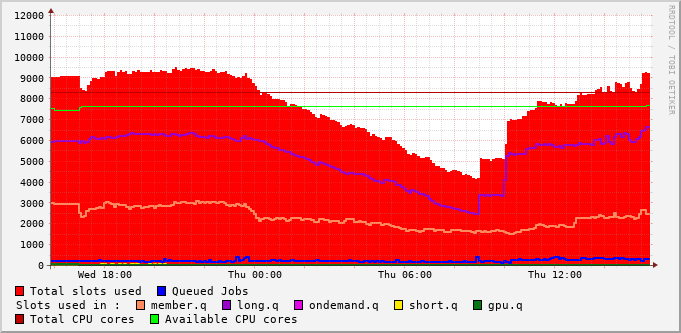 12000
11000
10000
9000
8000
7000
6000
5000
4000
3000
2000
1000
0
Wed 18:00 Thu 00:00 Thu 06:00 Thu 12:00
RRDTOOL / TOBI OETIKER
Total slots used Queued Jobs
Slots used in : member.q long.q ondemand.q short.q gpu.q
Total CPU cores Available CPU cores